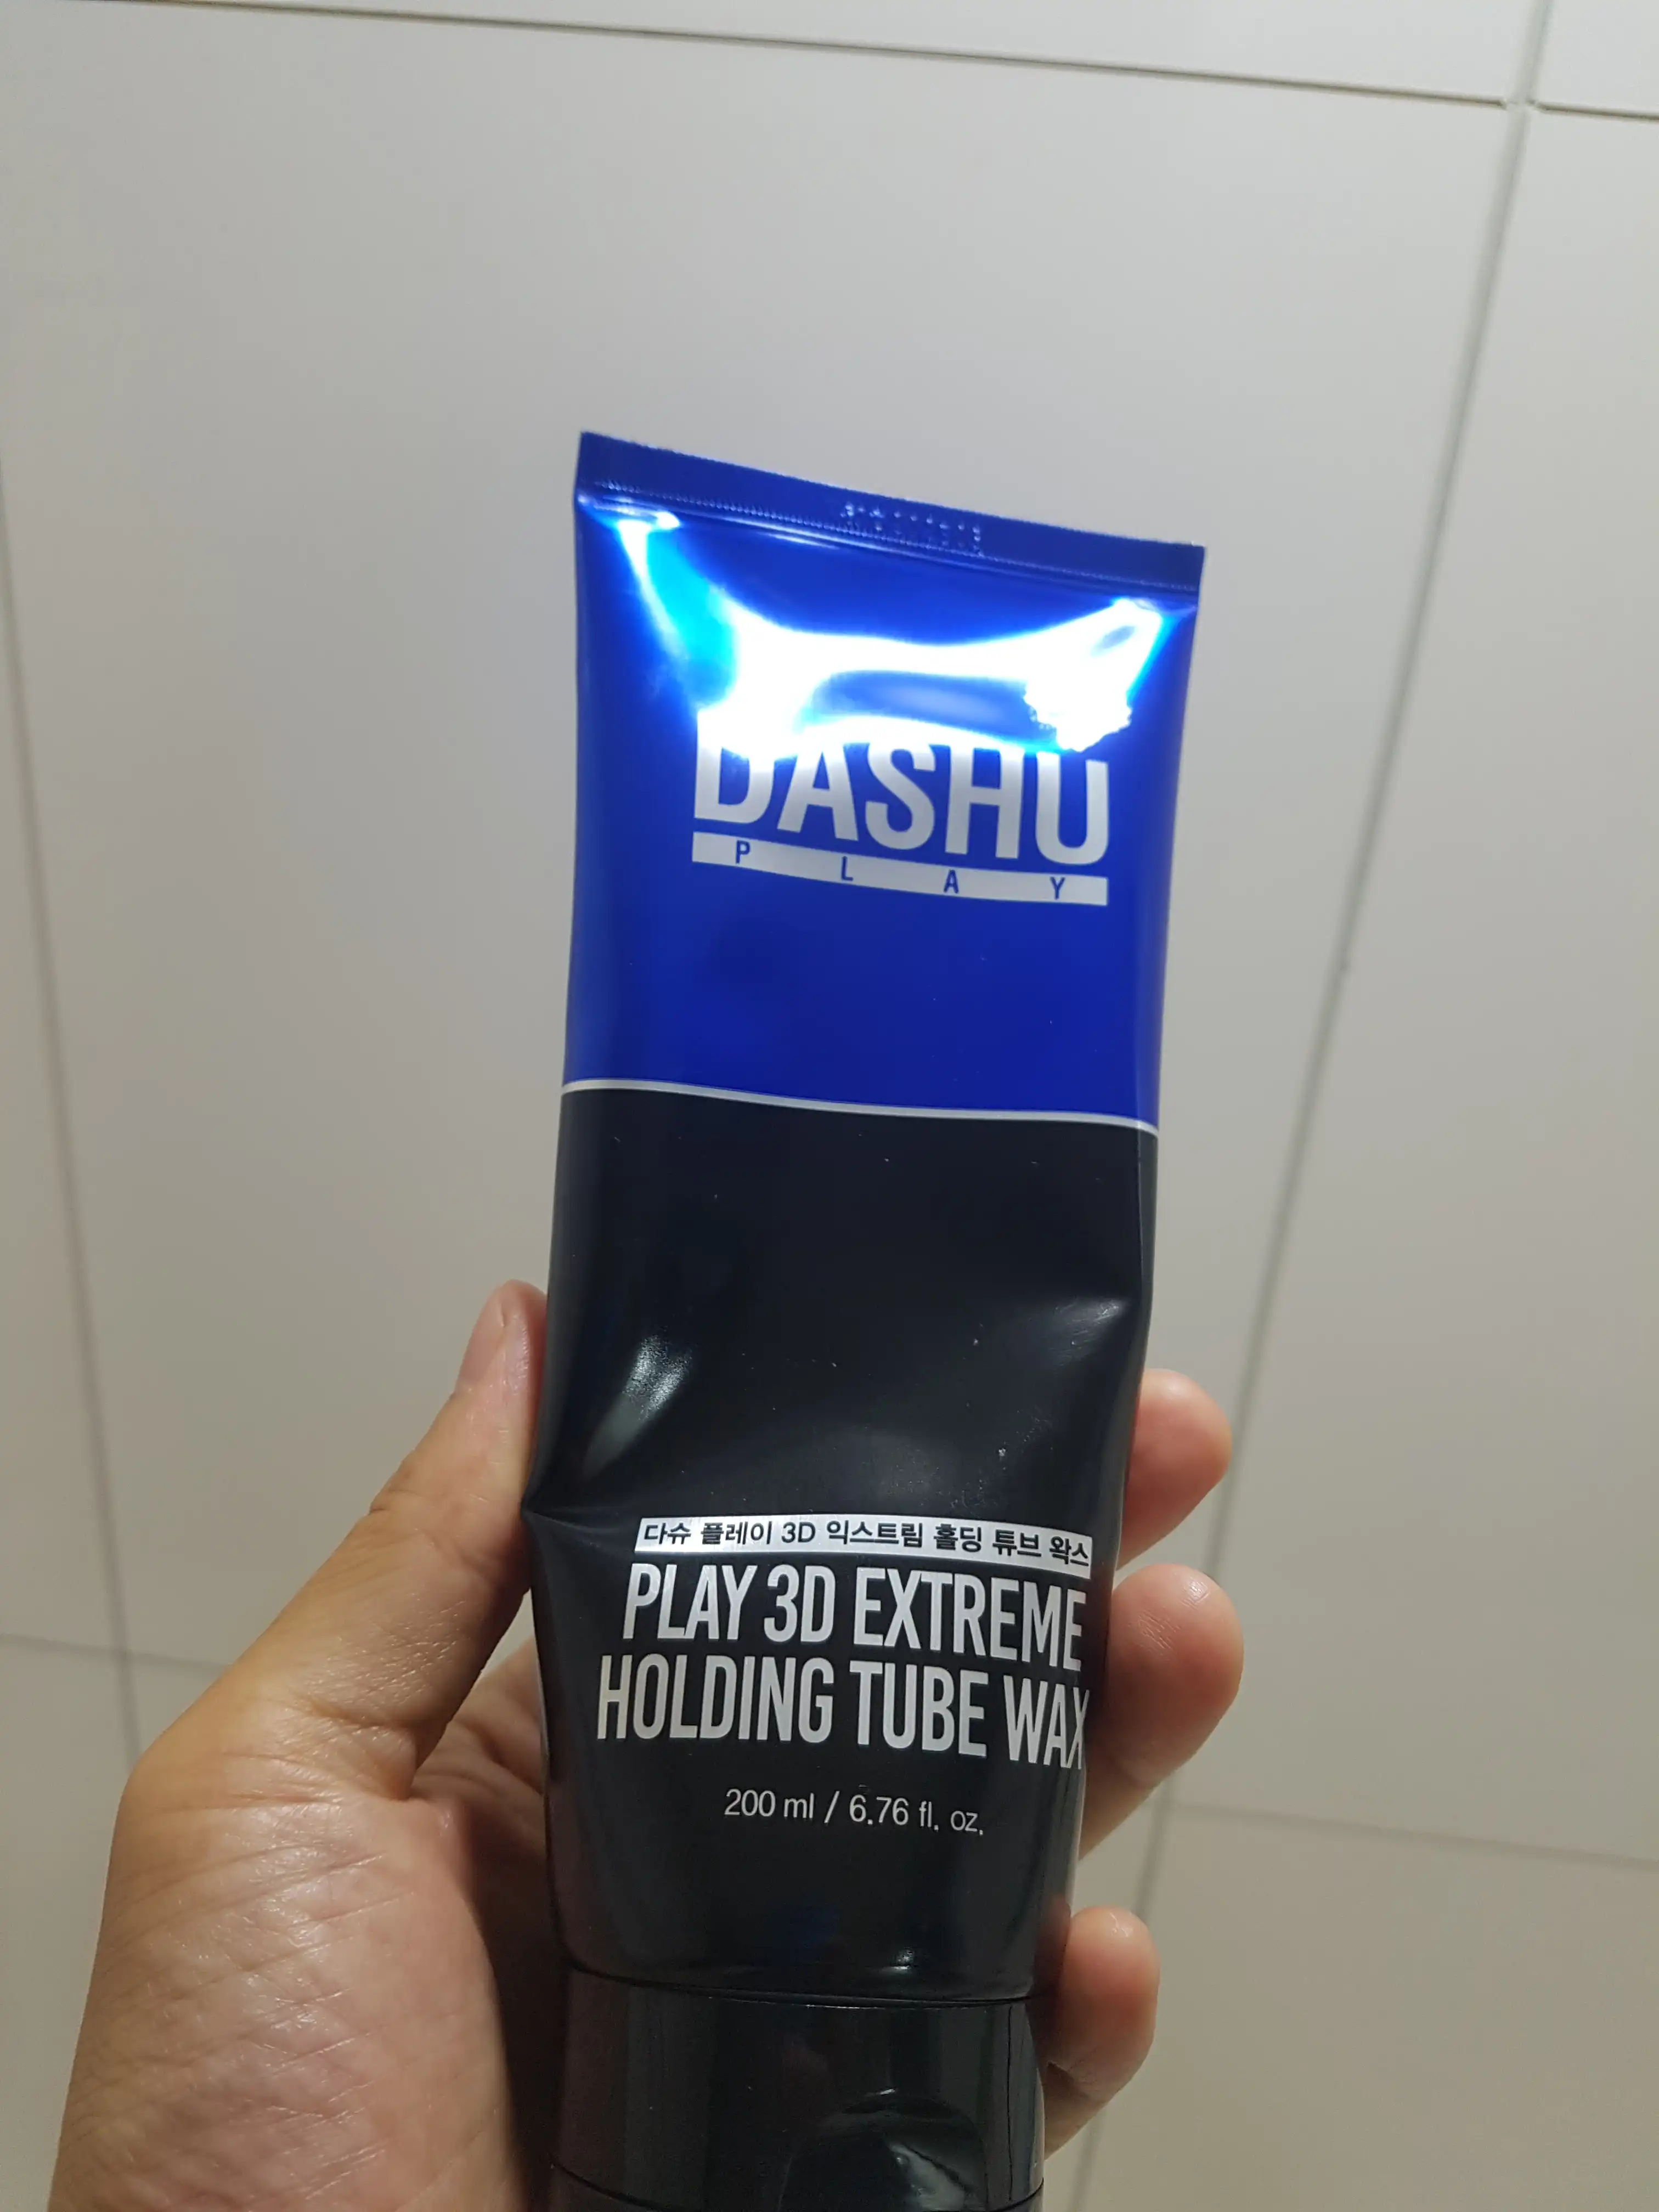 DASHU
PLAY
다슈 플레이 3D 익스트림 홀딩 튜브 왁스
PLAY 3D EXTREME
HOLDING TUBE WAX
200 ml / 6.76 fl. oz.